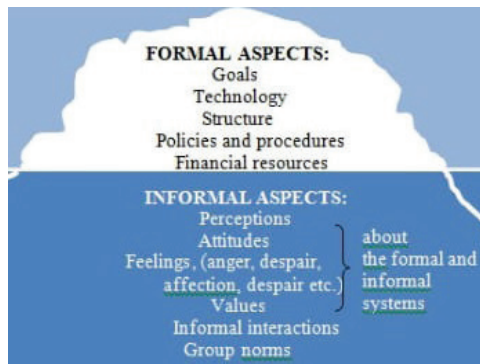 FORMAL ASPECTS:
Goals
Technology
Structure
Policies and procedures
Financial resources
INFORMAL ASPECTS:
Perceptions
Attitudes
Feelings, (anger, despair,
affection, despair etc.)
Values
about
the formal and
informal
systems
Informal interactions
Group norms